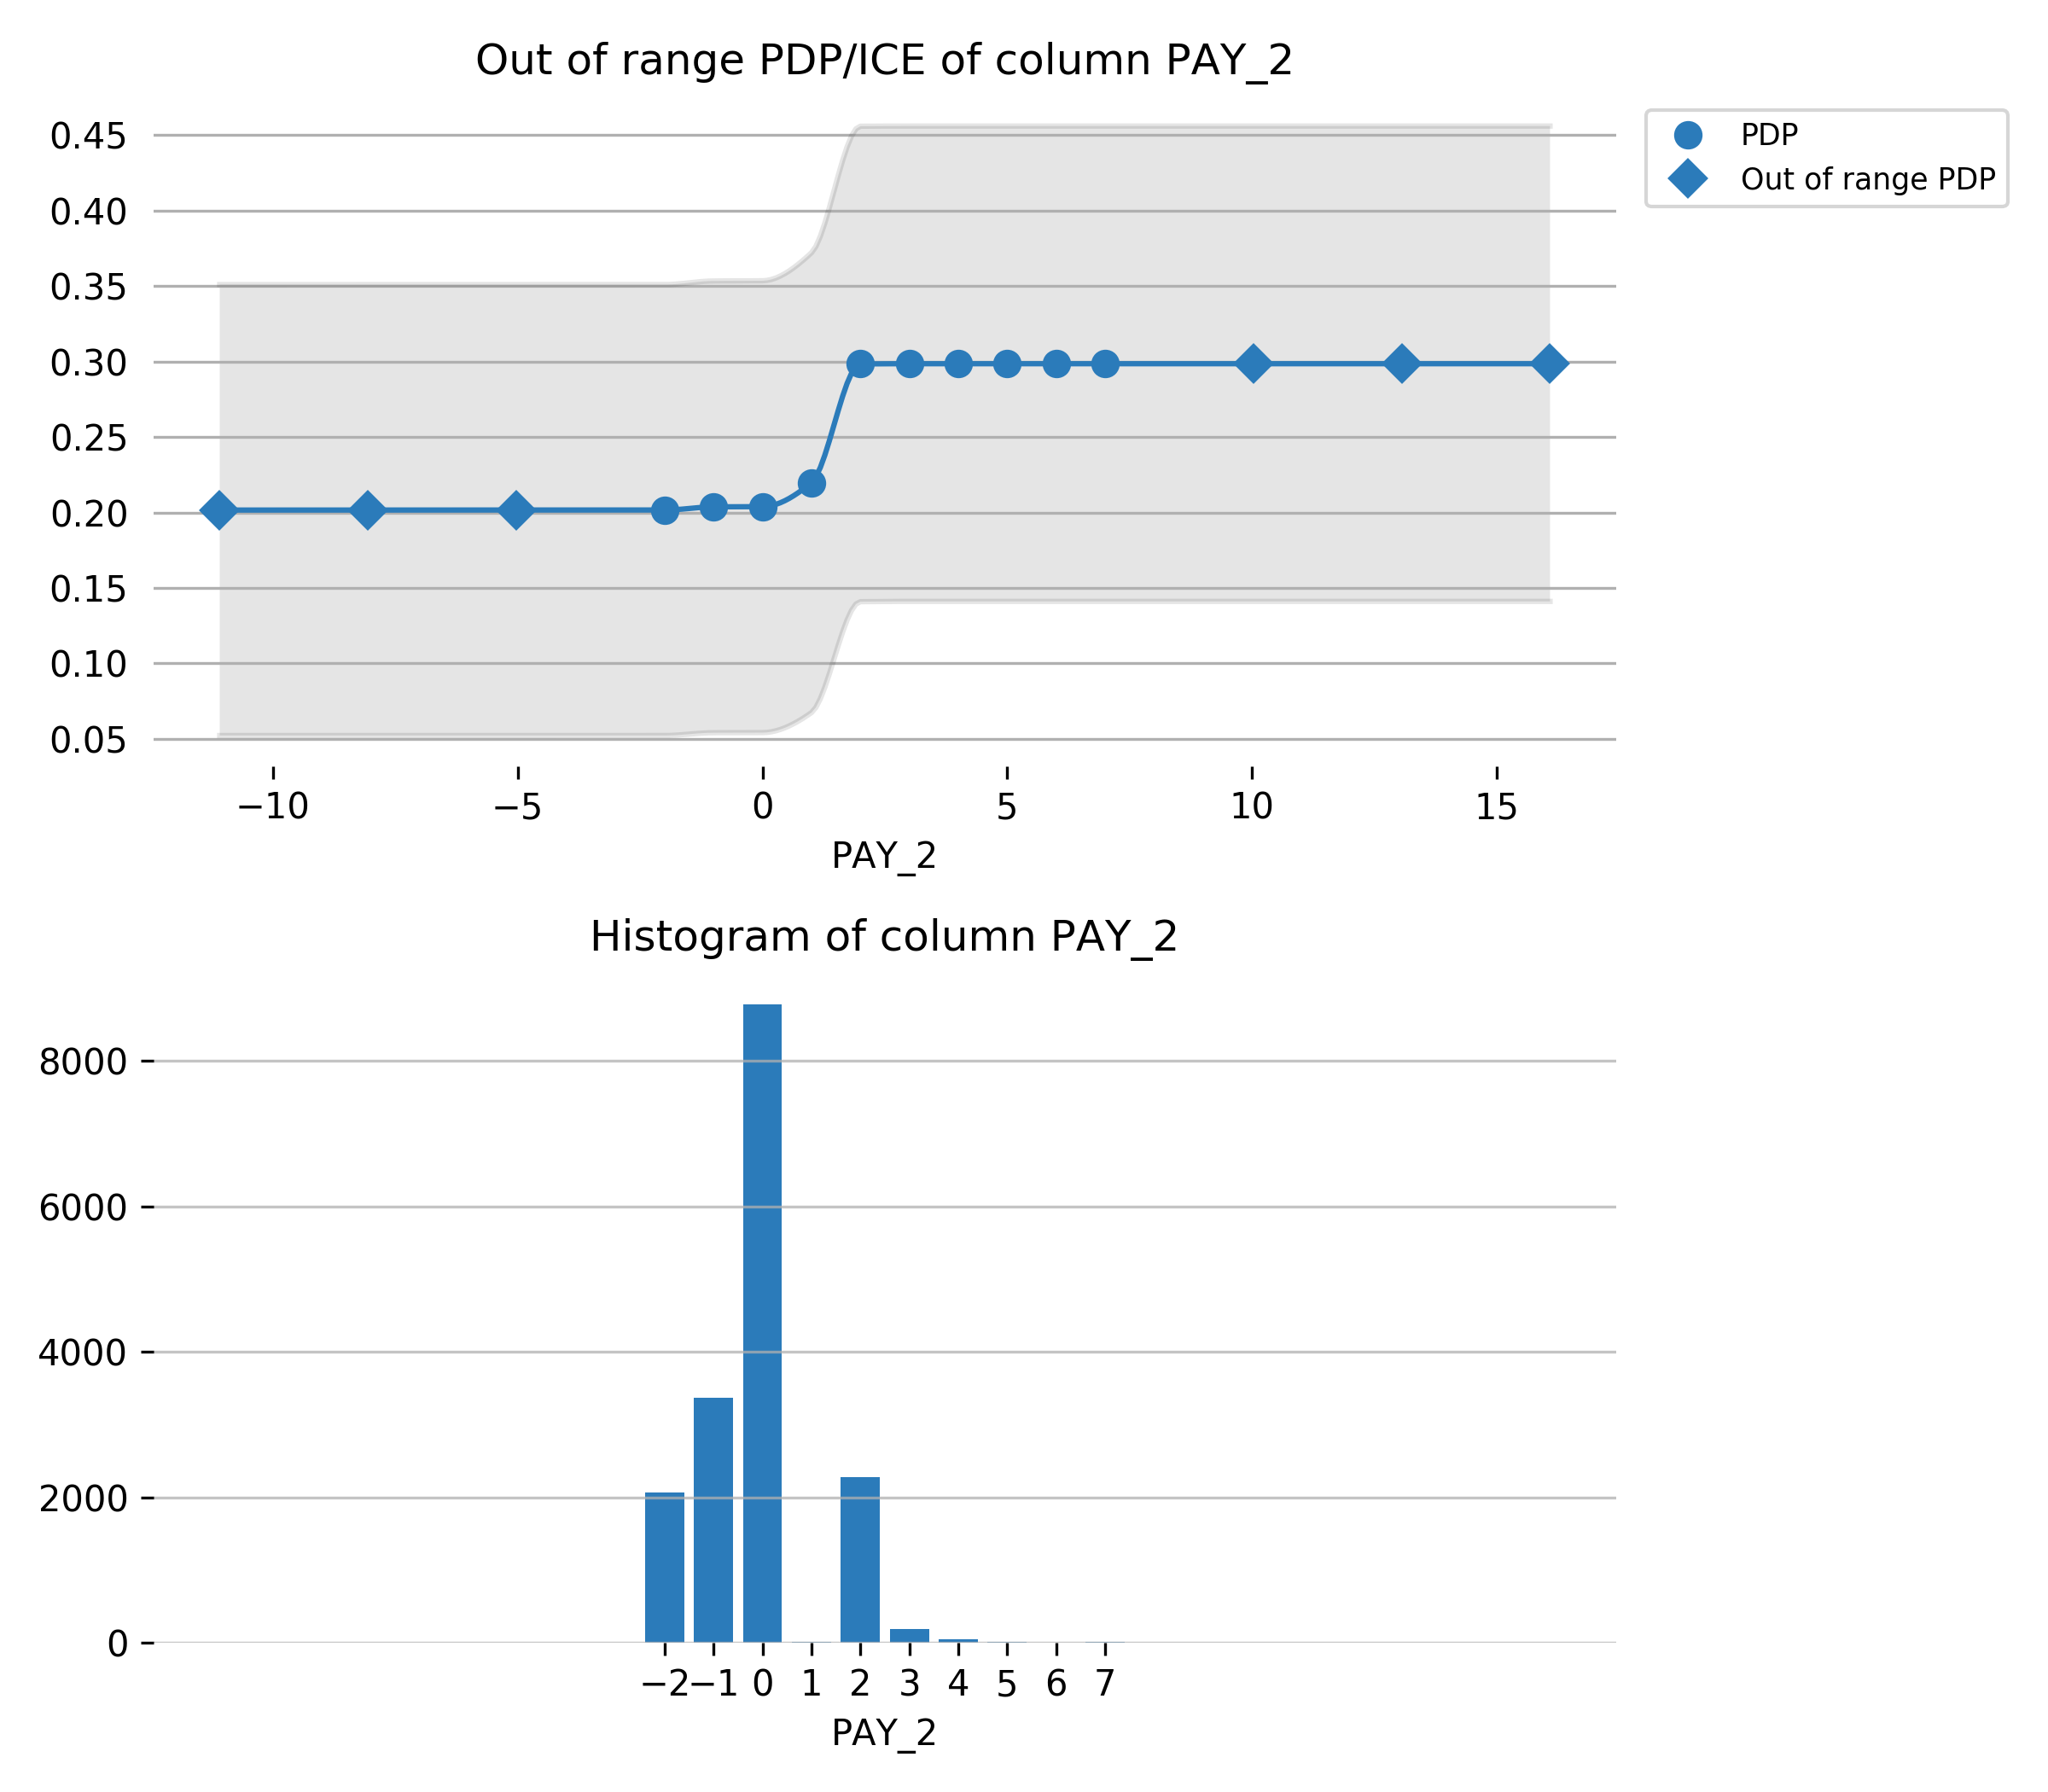 Out of range PDP/ICE of column PAY_2
PDP
Out of range PDP
0.45
0.40
0.35
0.30
0.25
0.20
0.15
0.10
0.05
−10 −5 0 5 10 15
PAY_2
Histogram of column PAY_2
8000
6000
4000
2000
0
−2 −1 0 1 2 3 4 5 6 7
PAY_2